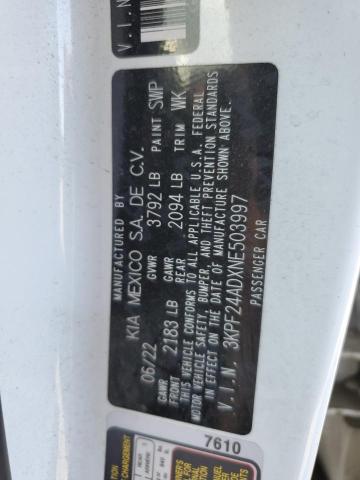 V.I.N
MANUFACTURED BY
KIA MEXICO S.A. DE C.V.
06/22 GVWR 3792 LB PAINT SWP
GAWR FRONT 2183 LB GAWR REAR 2094 LB TRIM WK
THIS VEHICLE CONFORMS TO ALL APPLICABLE U.S.A. FEDERAL
MOTOR VEHICLE SAFETY, BUMPER, AND THEFT PREVENTION STANDARDS
IN EFFECT ON THE DATE OF MANUFACTURE SHOWN ABOVE.
V.I.N. 3KPF24ADXNE503997
PASSENGER CAR
7610
CHARGEMENT